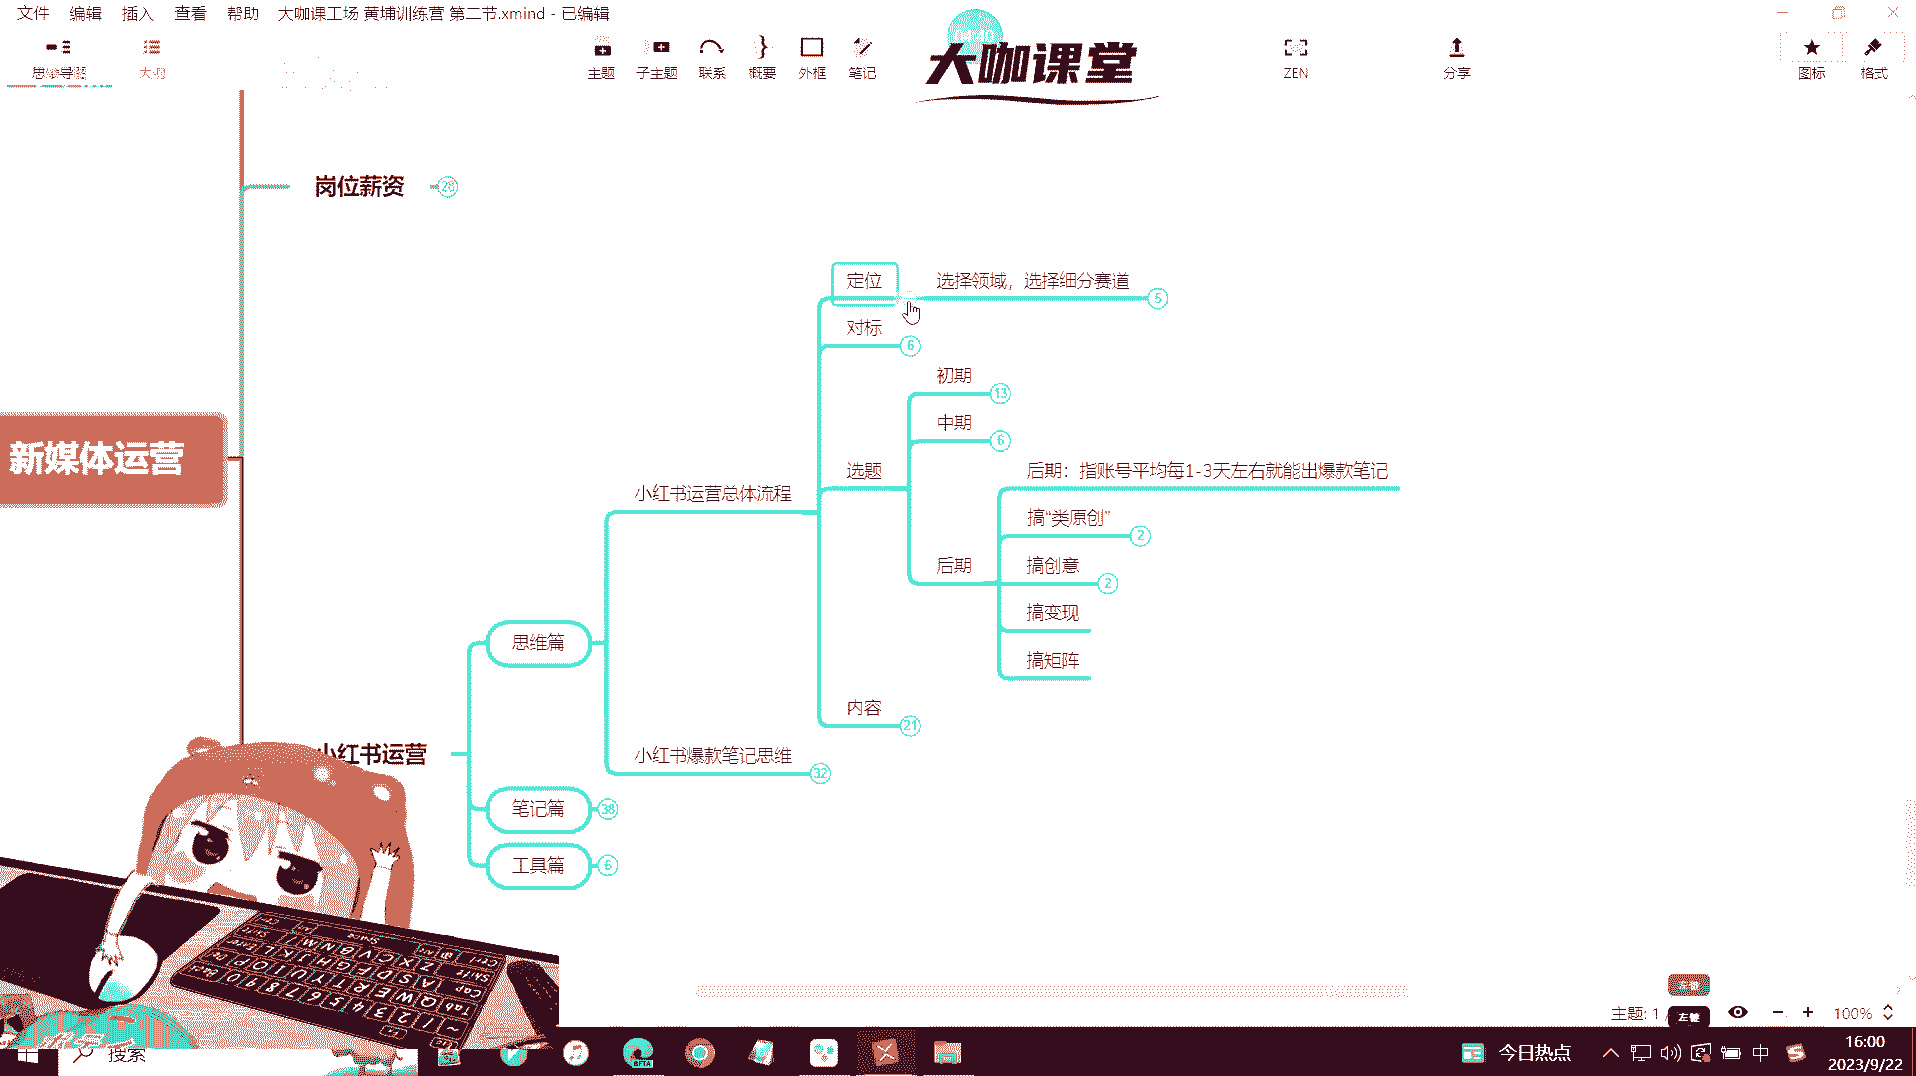 文件 编辑 插入 查看 帮助 大咖课工场 黄埔训练营 第二节.xmind - 已编辑
思维导图 大纲 主题 子主题 联系 概要 外框 笔记 大咖课堂 ZEN 分享 图标 格式
岗位薪资 28
定位 选择领域，选择细分赛道 5
对标 6
初期 13
中期 6
选题 后期：指账号平均每1-3天左右就能出爆款笔记
小红书运营总体流程
搞“类原创” 2
后期 搞创意 2
搞变现
搞矩阵
新媒体运营
思维篇
内容 21
小红书运营 小红书爆款笔记思维 32
笔记篇 38
工具篇 6
左键
主题: 1 / 左键 100%
搜索 BETA 今日热点 中 16:00
2023/9/22